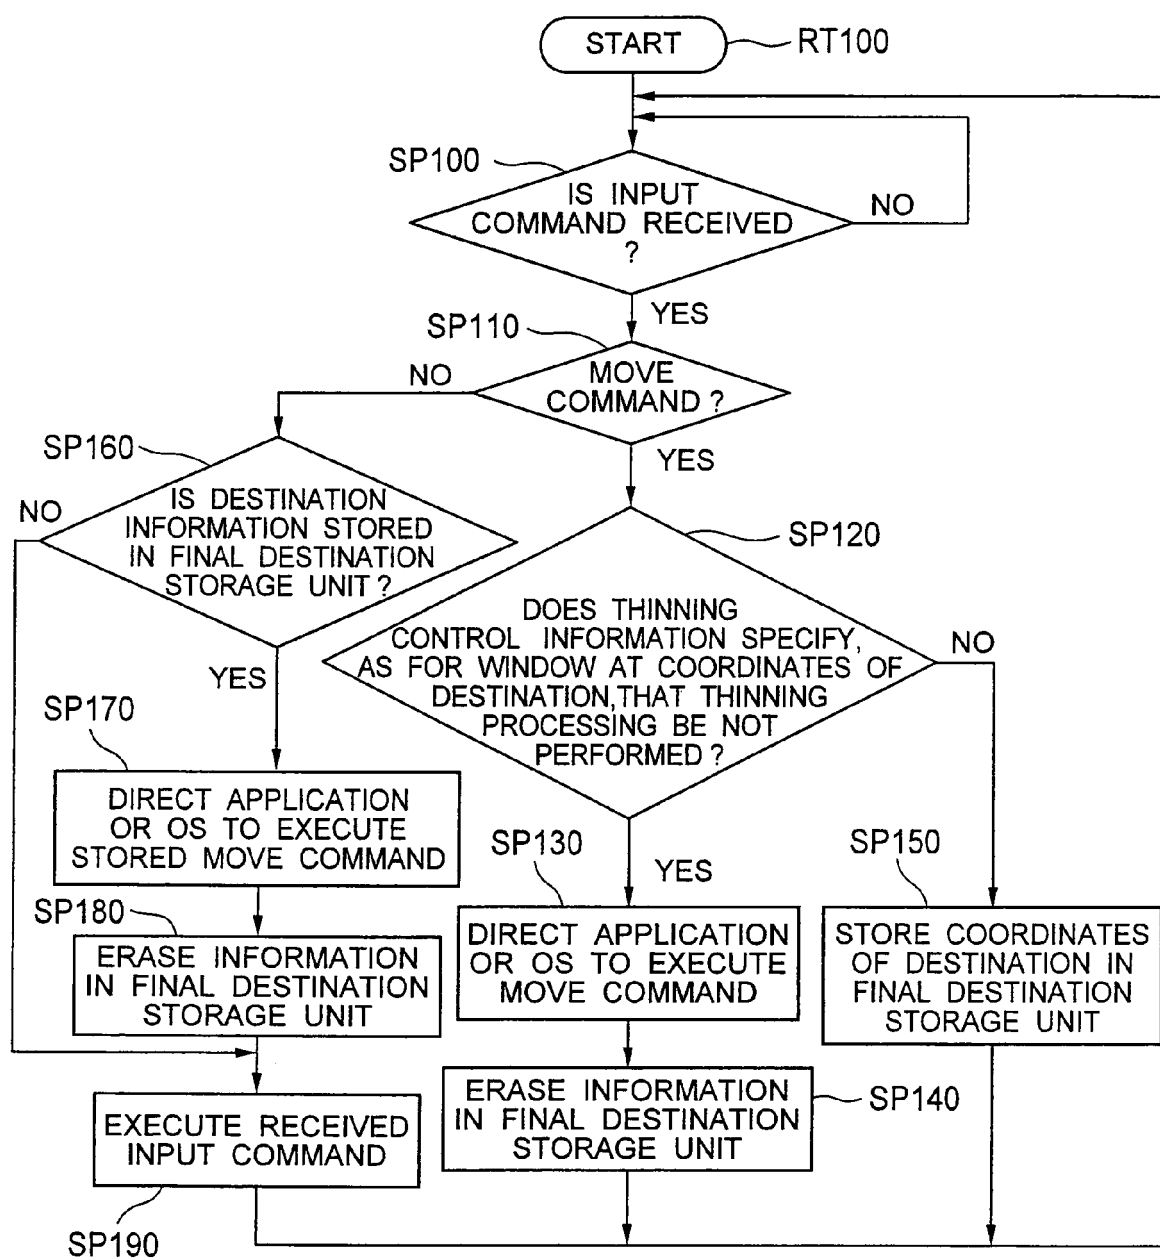 START
RT100
SP100
IS INPUT
COMMAND RECEIVED
?
NO
YES
SP110
MOVE
COMMAND ?
NO
YES
SP160
IS DESTINATION
INFORMATION STORED
IN FINAL DESTINATION
STORAGE UNIT ?
NO
YES
SP120
DOES THINNING
CONTROL INFORMATION SPECIFY,
AS FOR WINDOW AT COORDINATES OF
DESTINATION, THAT THINNING
PROCESSING BE NOT
PERFORMED ?
NO
YES
SP170
DIRECT APPLICATION
OR OS TO EXECUTE
STORED MOVE COMMAND
SP180
ERASE INFORMATION
IN FINAL DESTINATION
STORAGE UNIT
SP130
DIRECT APPLICATION
OR OS TO EXECUTE
MOVE COMMAND
SP150
STORE COORDINATES
OF DESTINATION IN
FINAL DESTINATION
STORAGE UNIT
ERASE INFORMATION
IN FINAL DESTINATION
STORAGE UNIT
SP140
EXECUTE RECEIVED
INPUT COMMAND
SP190